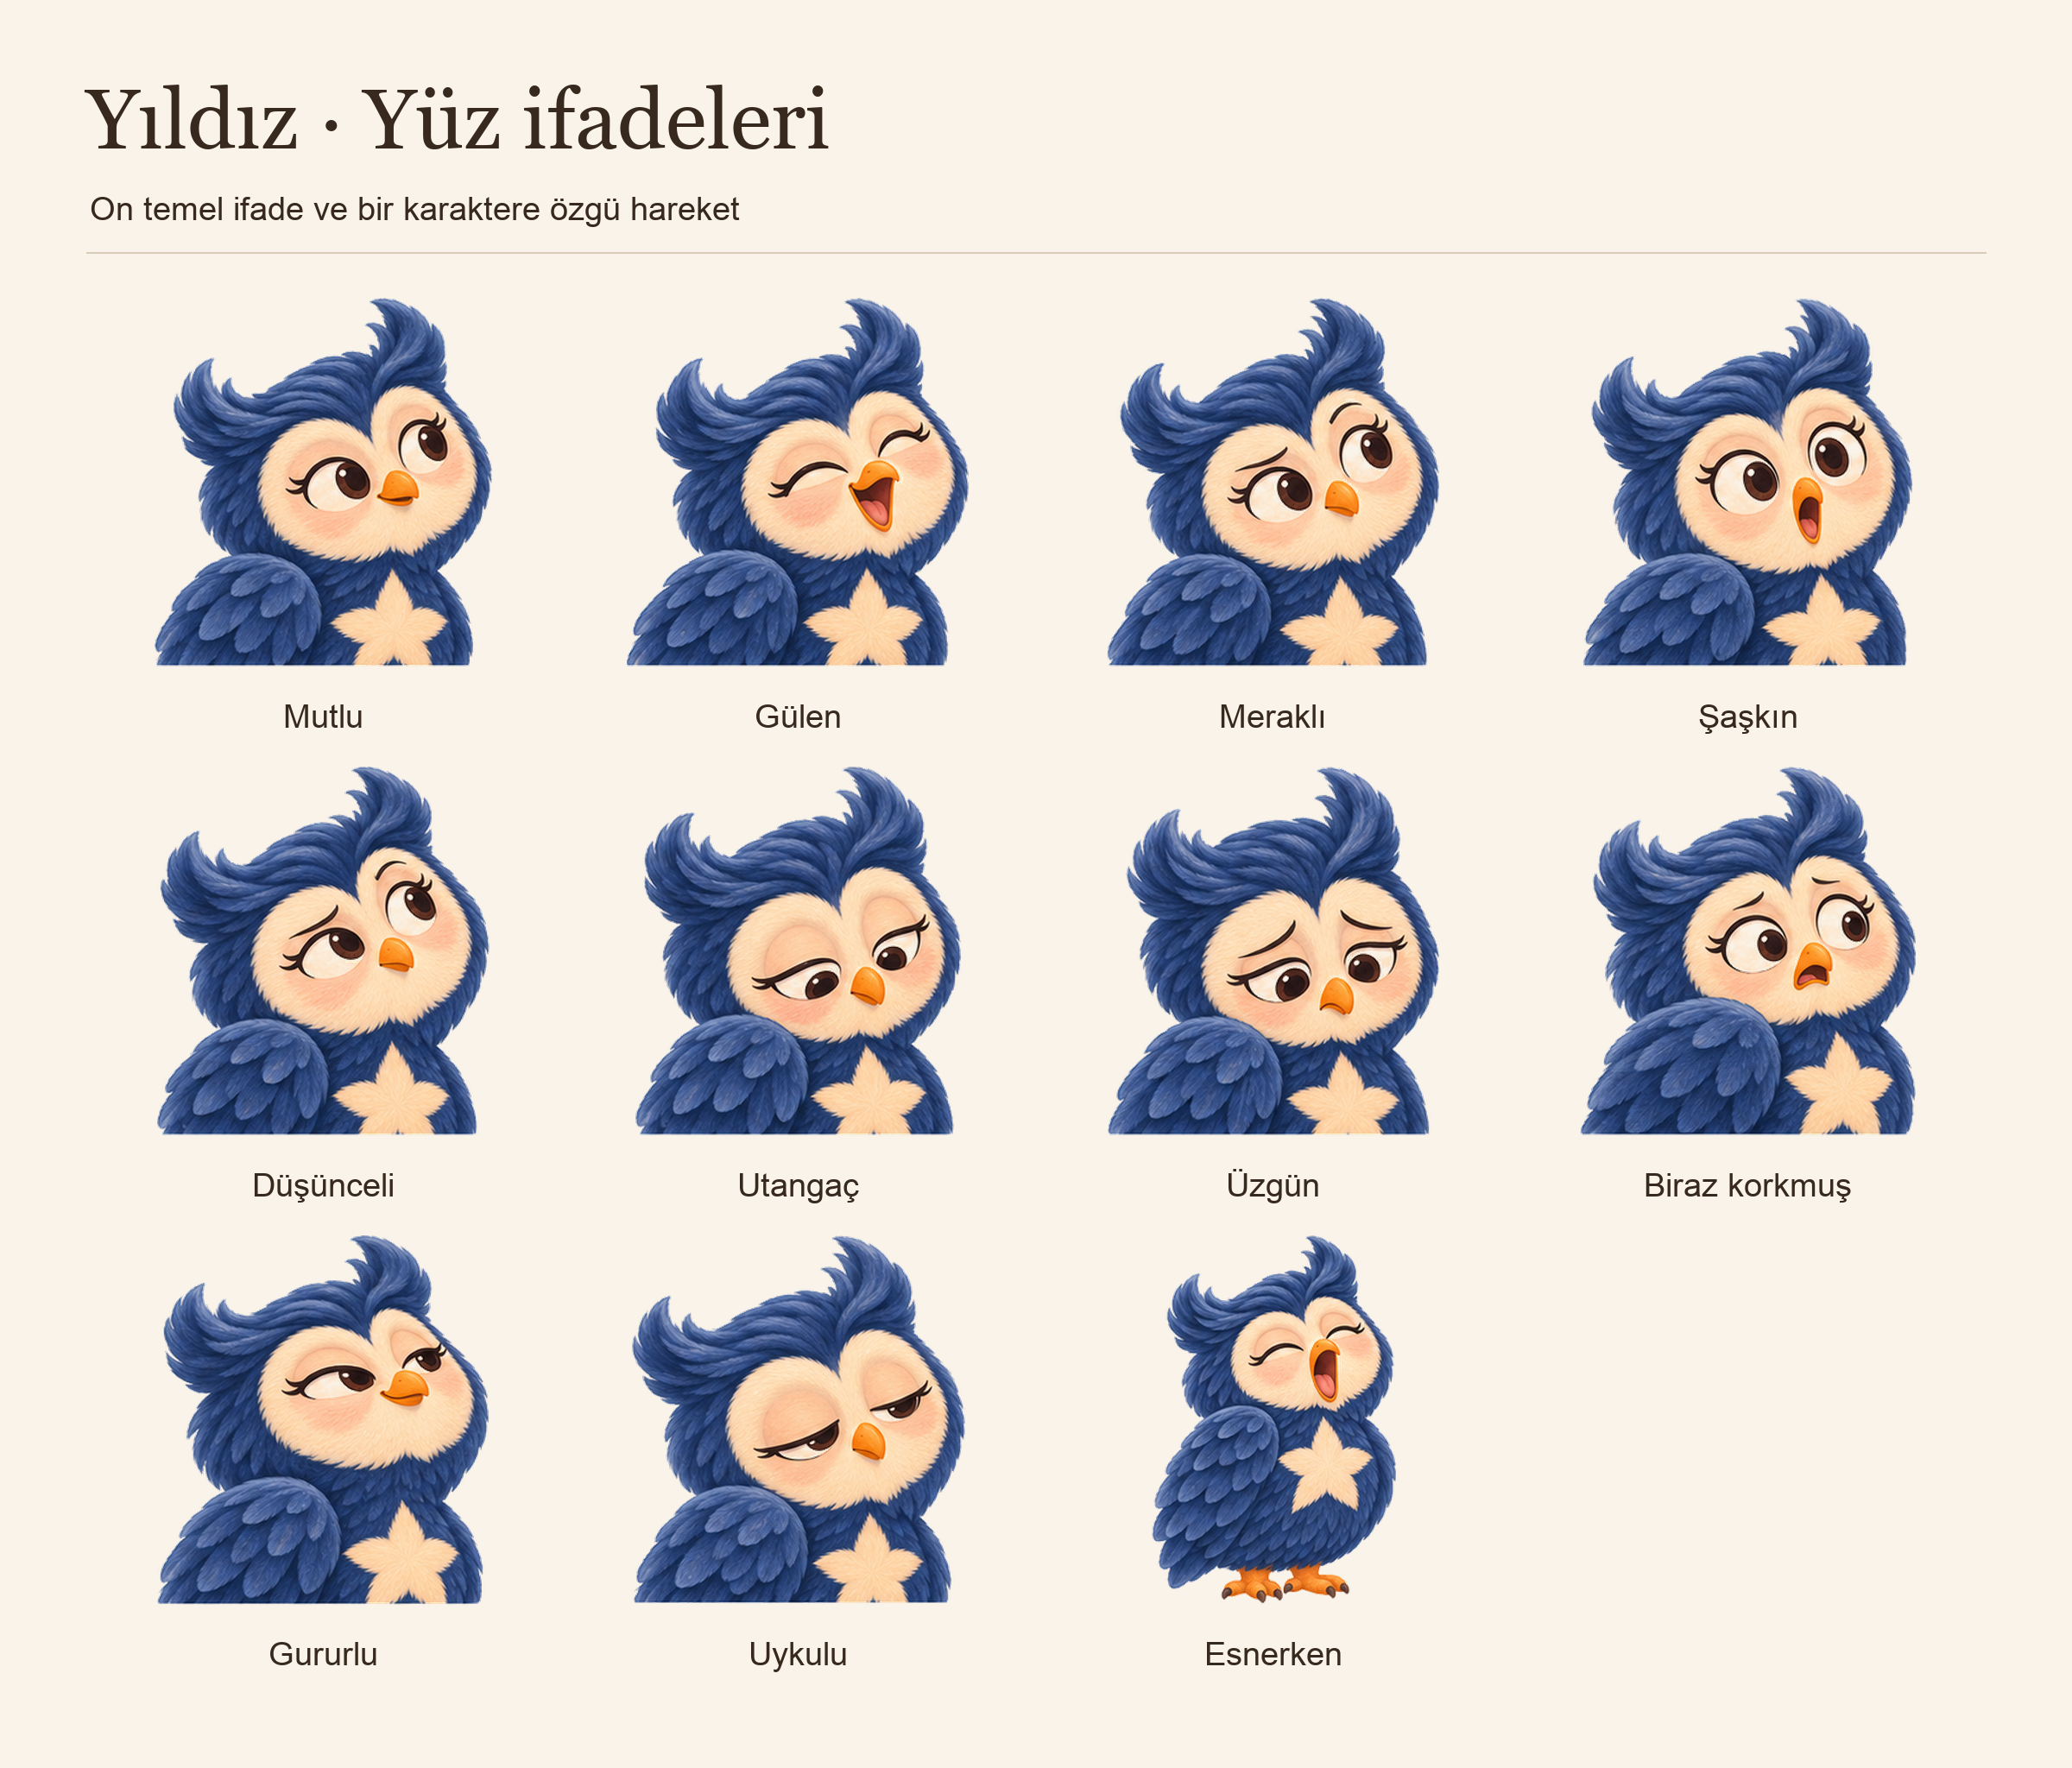 Yıldız · Yüz ifadeleri
On temel ifade ve bir karaktere özgü hareket
Mutlu
Gülen
Meraklı
Şaşkın
Düşünceli
Utangaç
Üzgün
Biraz korkmuş
Gururlu
Uykulu
Esnerken